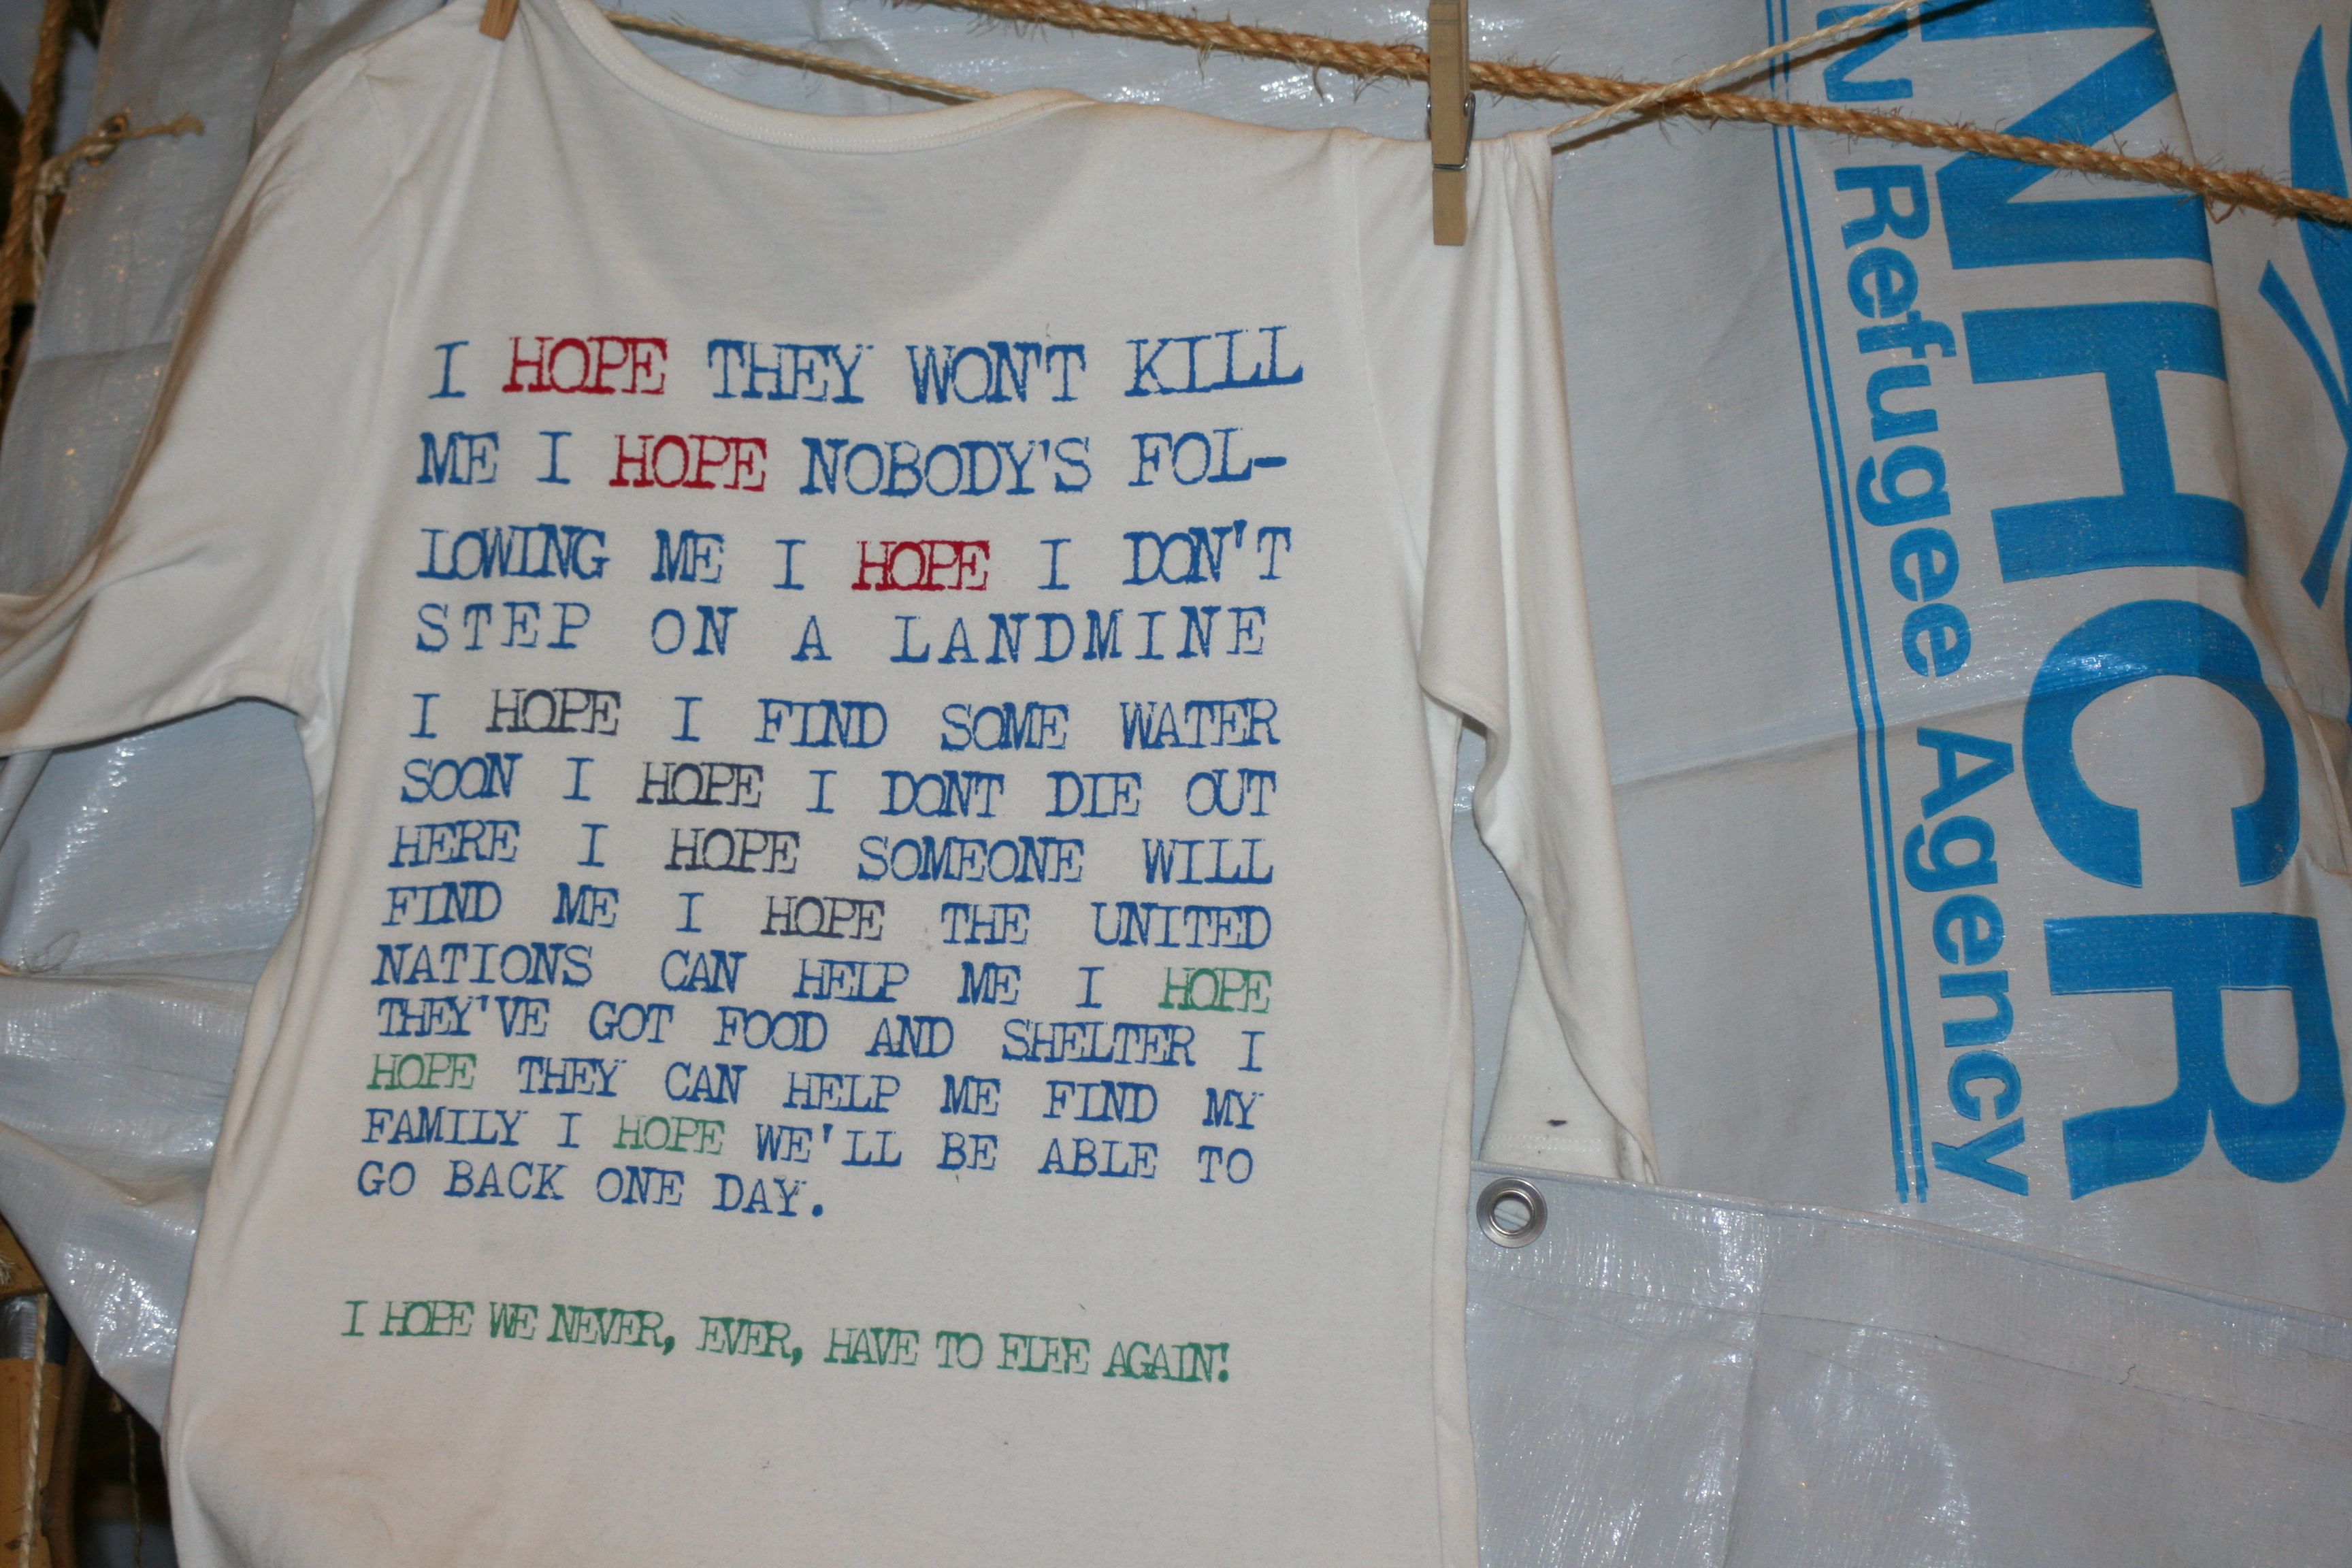 I HOPE THEY WON'T KILL
ME I HOPE NOBODY'S FOL-
LOWING ME I HOPE I DON'T
STEP ON A LANDMINE
I HOPE I FIND SOME WATER
SOON I HOPE I DONT DIE OUT
HERE I HOPE SOMEONE WILL
FIND ME I HOPE THE UNITED
NATIONS CAN HELP ME I HOPE
THEY'VE GOT FOOD AND SHELTER I
HOPE THEY CAN HELP ME FIND MY
FAMILY I HOPE WE'LL BE ABLE TO
GO BACK ONE DAY.
I HOPE WE NEVER, EVER, HAVE TO FLEE AGAIN!
NHCR
N Refugee Agency